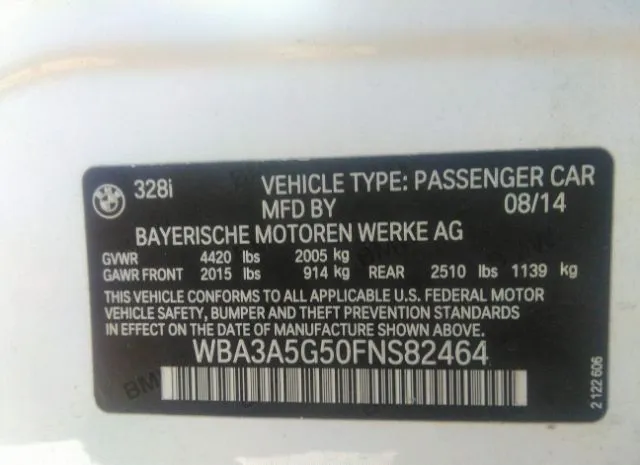 328i
VEHICLE TYPE: PASSENGER CAR
MFD BY 08/14
BAYERISCHE MOTOREN WERKE AG
GVWR 4420 lbs 2005 kg
GAWR FRONT 2015 lbs 914 kg REAR 2510 lbs 1139 kg
THIS VEHICLE CONFORMS TO ALL APPLICABLE U.S. FEDERAL MOTOR
VEHICLE SAFETY, BUMPER AND THEFT PREVENTION STANDARDS
IN EFFECT ON THE DATE OF MANUFACTURE SHOWN ABOVE.
WBA3A5G50FNS82464
2 122 606